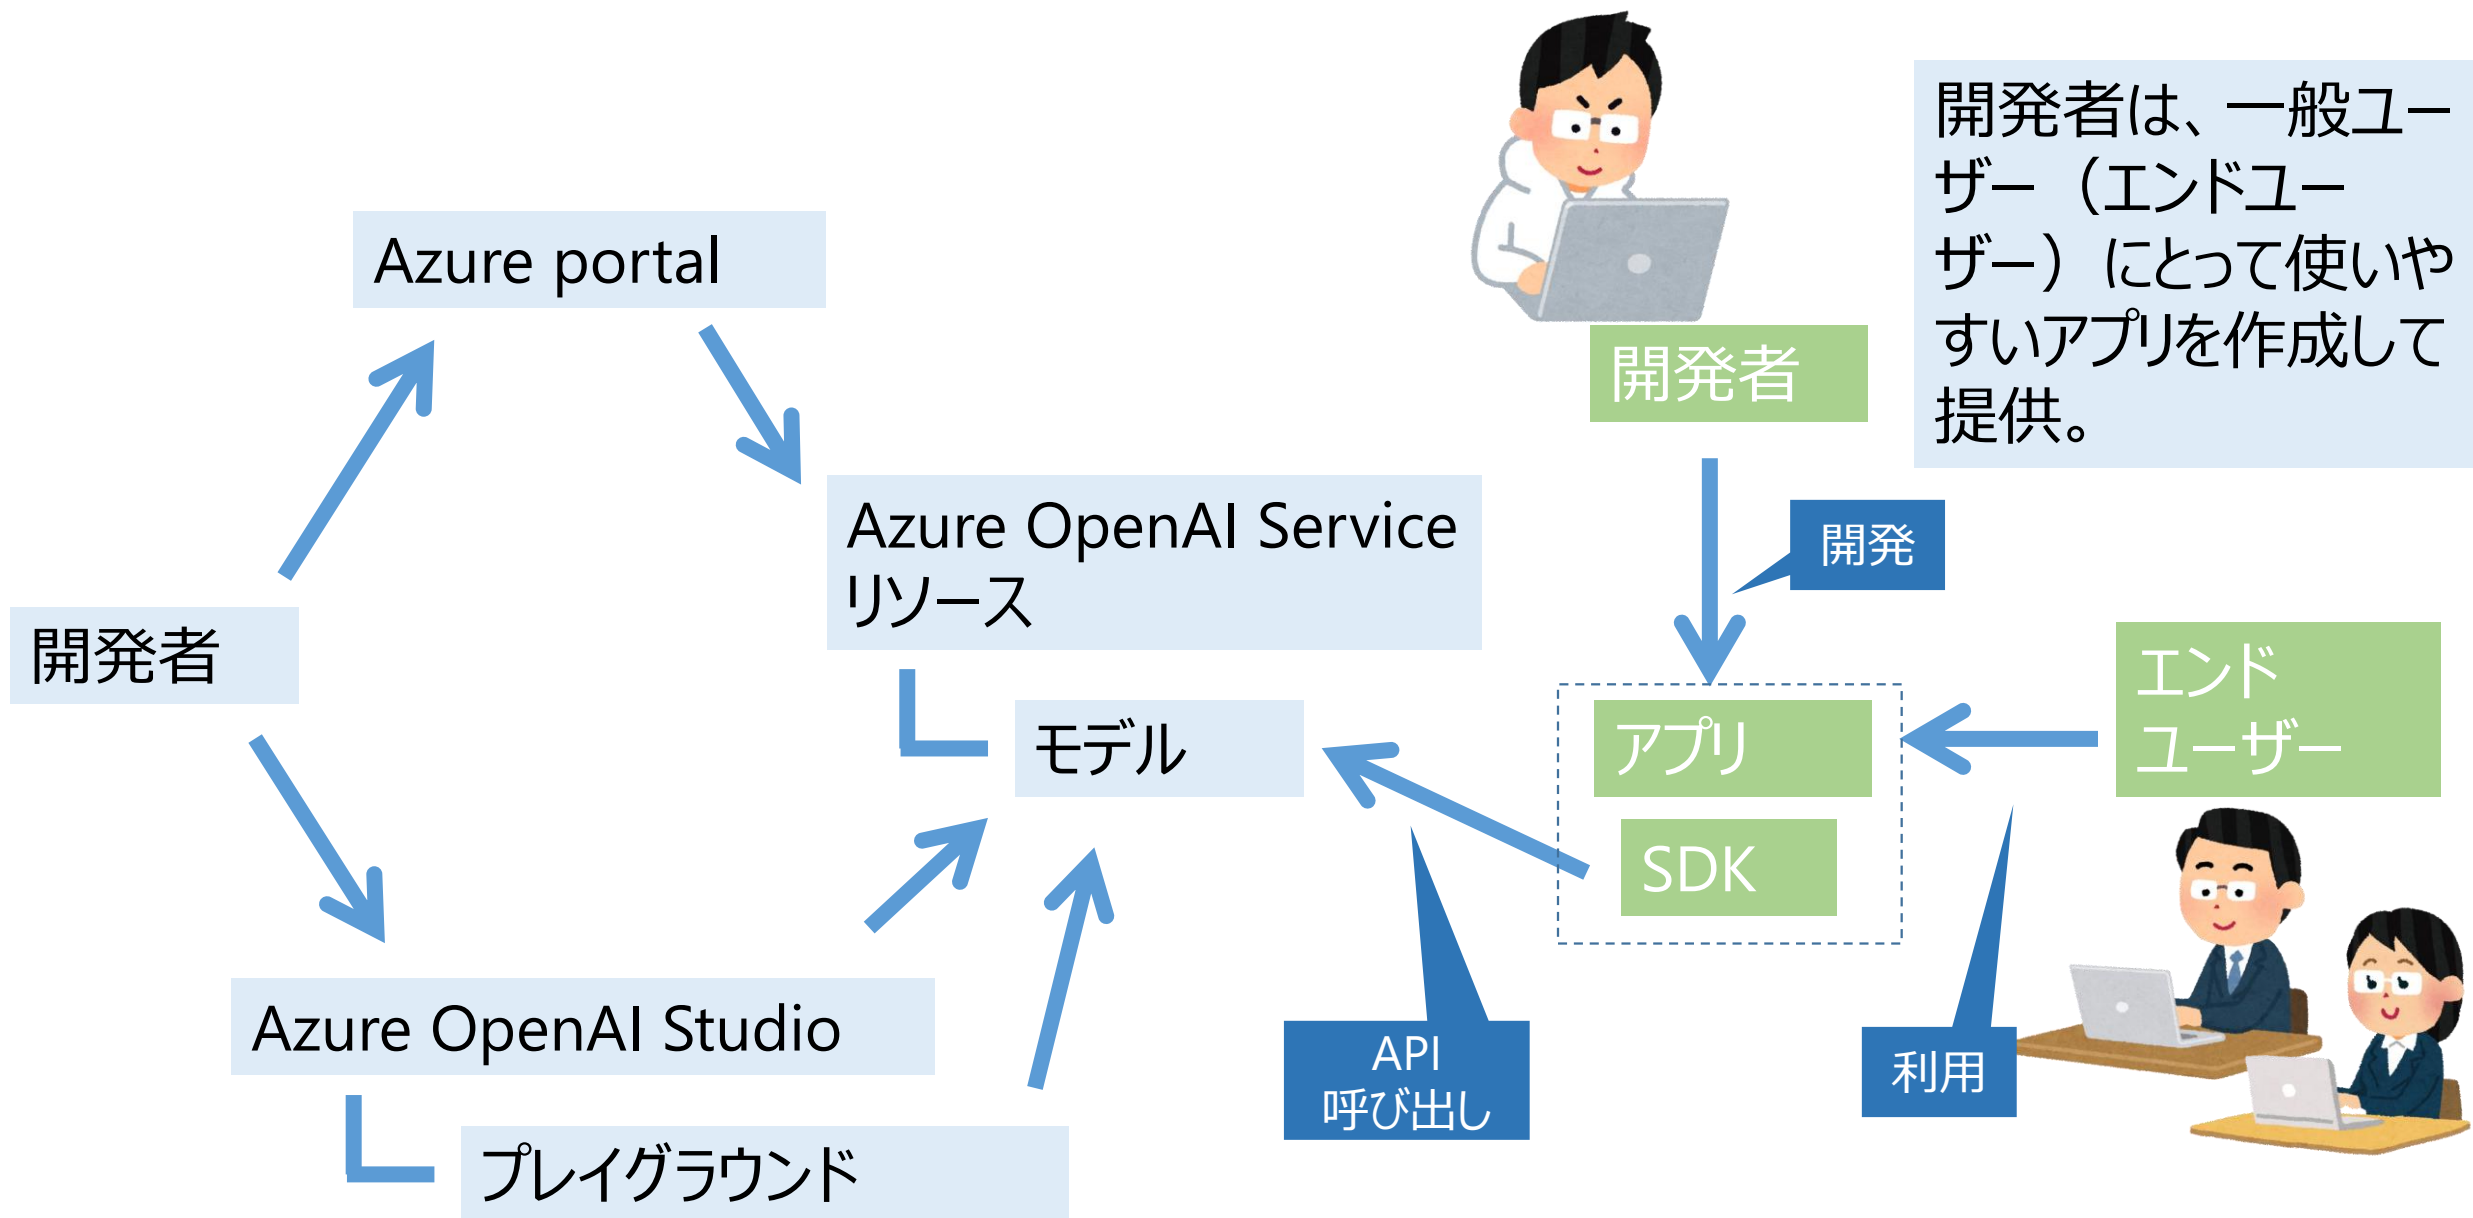 開発者は、一般ユー
ザー（エンドユー
ザー）にとって使いや
すいアプリを作成して
提供。
Azure portal
開発者
Azure OpenAI Service
リソース
開発
開発者
エンド
ユーザー
モデル
アプリ
SDK
Azure OpenAI Studio
API
呼び出し
利用
プレイグラウンド